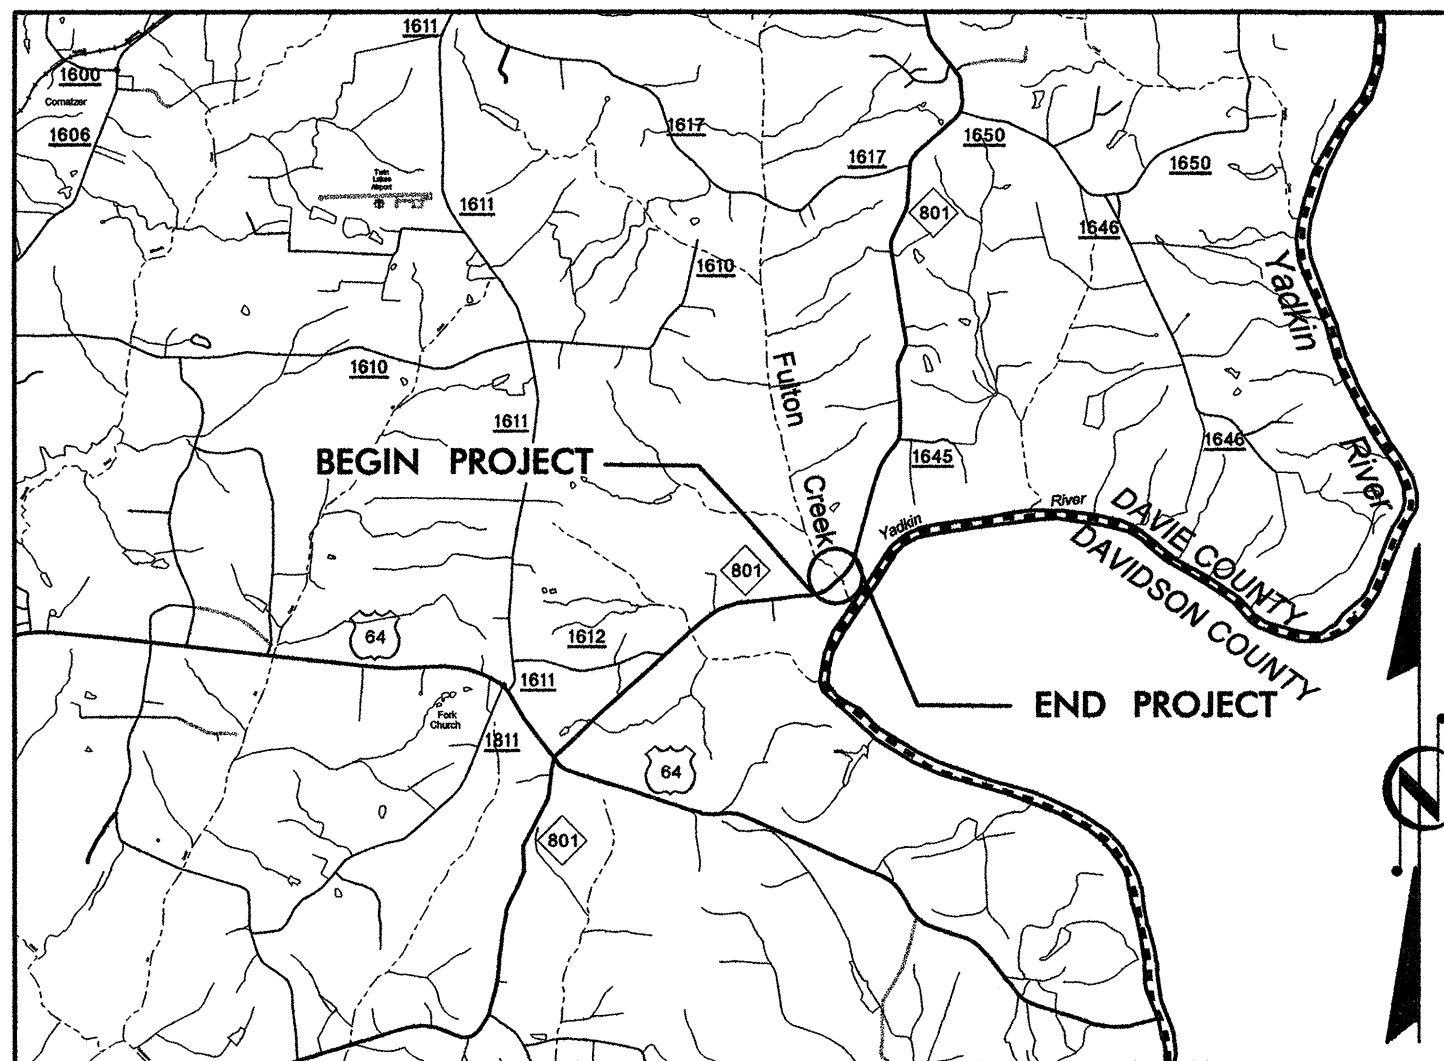 1611
1600
Cornatzer
1606
1617
1650
1617
1650
Twin
Lakes
Airport
1611
801
1646
1610
Yadkin
1610
Fulton
1611
1646
River
1645
BEGIN PROJECT
Creek
Yadkin
River
DAVIE COUNTY
DAVIDSON COUNTY
801
64
1612
1611
END PROJECT
Fork
Church
1811
64
801
N